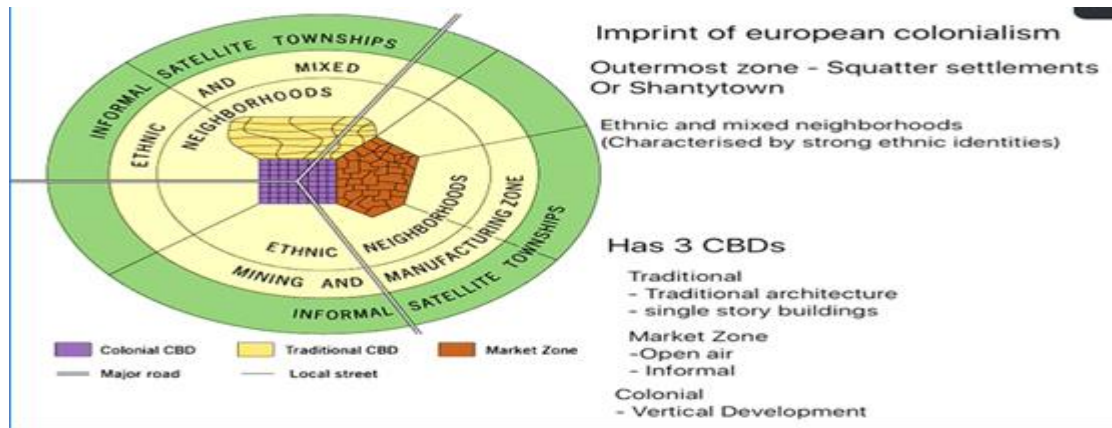 INFORMAL SATELLITE TOWNSHIPS
ETHNIC AND MIXED
NEIGHBORHOODS
ETHNIC NEIGHBORHOODS
MINING AND MANUFACTURING ZONE
INFORMAL SATELLITE TOWNSHIPS
Colonial CBD
Traditional CBD
Market Zone
Major road
Local street
Imprint of european colonialism
Outermost zone - Squatter settlements
Or Shantytown
Ethnic and mixed neighborhoods
(Characterised by strong ethnic identities)
Has 3 CBDs
Traditional
- Traditional architecture
- single story buildings
Market Zone
-Open air
- Informal
Colonial
- Vertical Development